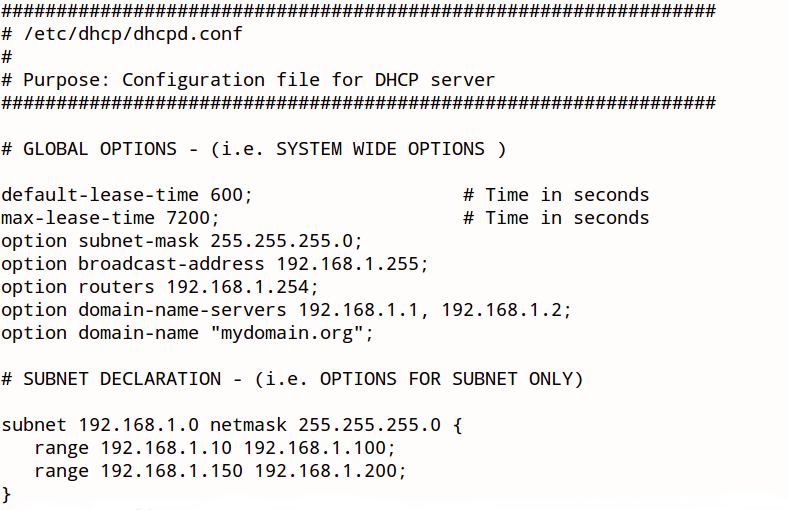 #################################################################
# /etc/dhcp/dhcpd.conf
#
# Purpose: Configuration file for DHCP server
#################################################################
# GLOBAL OPTIONS - (i.e. SYSTEM WIDE OPTIONS )
default-lease-time 600;                   # Time in seconds
max-lease-time 7200;                      # Time in seconds
option subnet-mask 255.255.255.0;
option broadcast-address 192.168.1.255;
option routers 192.168.1.254;
option domain-name-servers 192.168.1.1, 192.168.1.2;
option domain-name "mydomain.org";
# SUBNET DECLARATION - (i.e. OPTIONS FOR SUBNET ONLY)
subnet 192.168.1.0 netmask 255.255.255.0 {
   range 192.168.1.10 192.168.1.100;
   range 192.168.1.150 192.168.1.200;
}